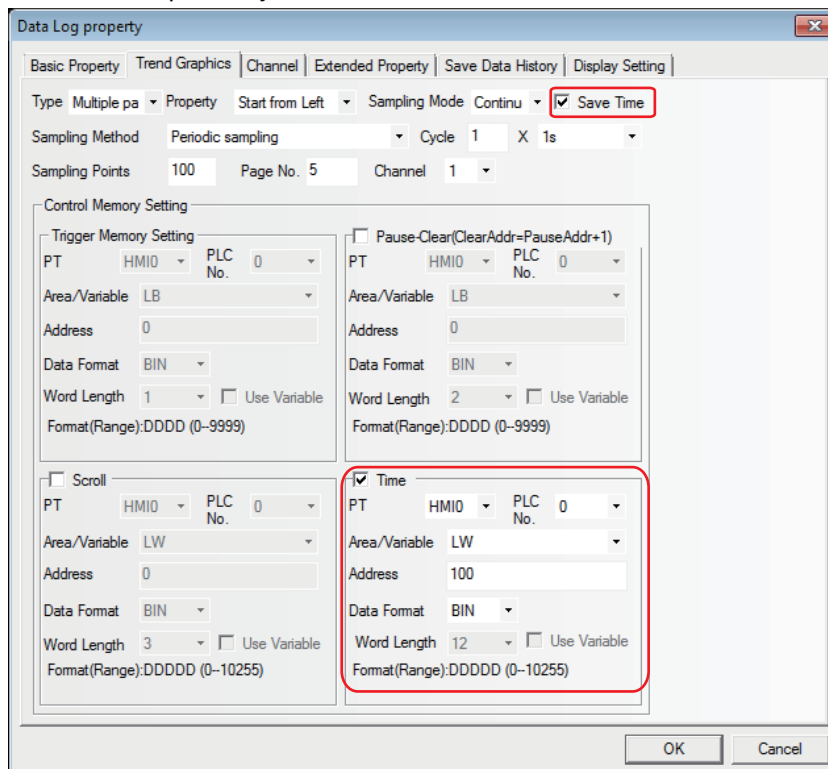 Data Log property
Basic Property Trend Graphics Channel Extended Property Save Data History Display Setting
Type Multiple pa Property Start from Left Sampling Mode Continu Save Time
Sampling Method Periodic sampling Cycle 1 X 1s
Sampling Points 100 Page No. 5 Channel 1
Control Memory Setting
Trigger Memory Setting
PT HMI0 PLC No. 0
Area/Variable LB
Address 0
Data Format BIN
Word Length 1 Use Variable
Format(Range):DDDD (0--9999)
Pause-Clear(ClearAddr=PauseAddr+1)
PT HMI0 PLC No. 0
Area/Variable LB
Address 0
Data Format BIN
Word Length 2 Use Variable
Format(Range):DDDD (0--9999)
Scroll
PT HMI0 PLC No. 0
Area/Variable LW
Address 0
Data Format BIN
Word Length 3 Use Variable
Format(Range):DDDDD (0--10255)
Time
PT HMI0 PLC No. 0
Area/Variable LW
Address 100
Data Format BIN
Word Length 12 Use Variable
Format(Range):DDDDD (0--10255)
OK Cancel